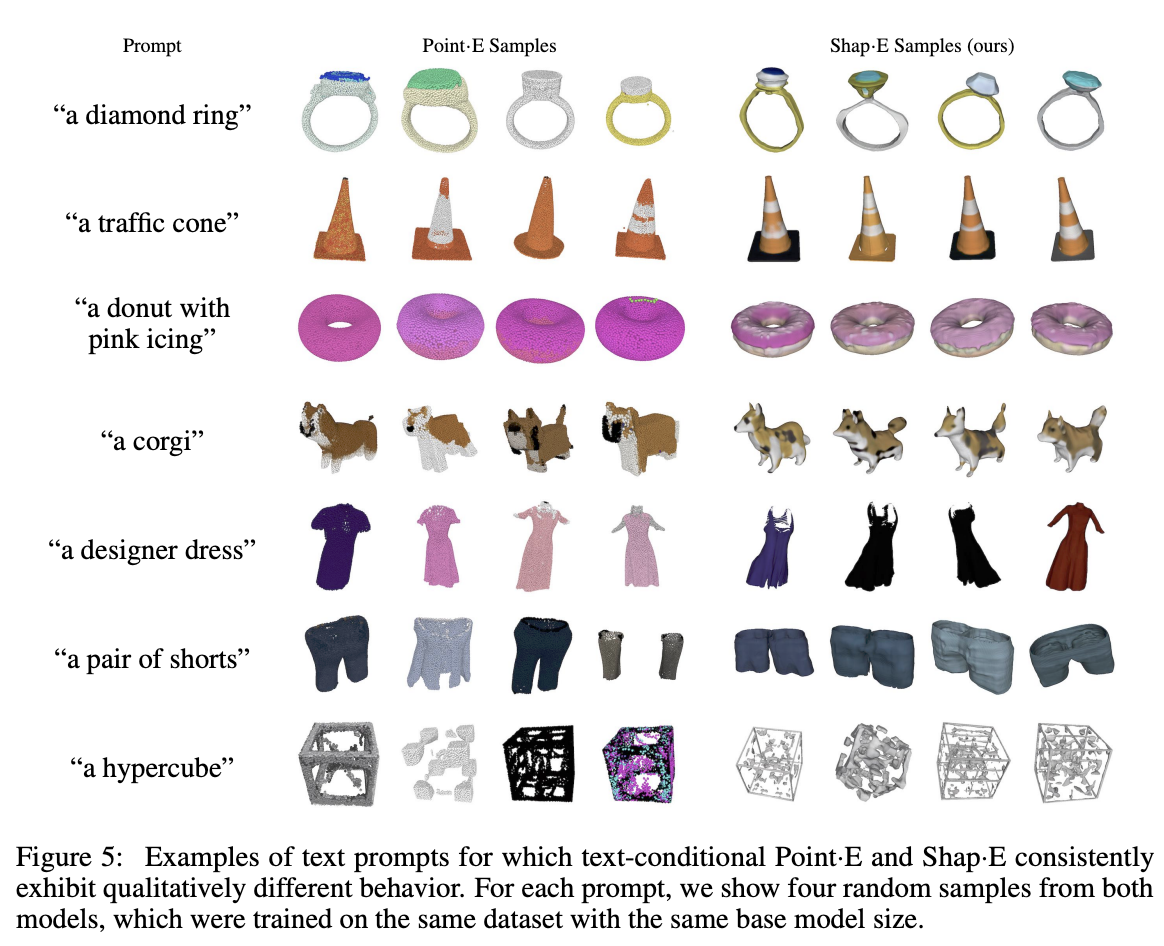 Prompt
Point·E Samples
Shap·E Samples (ours)
“a diamond ring”
“a traffic cone”
“a donut with
pink icing”
“a corgi”
“a designer dress”
“a pair of shorts”
“a hypercube”
Figure 5: Examples of text prompts for which text-conditional Point·E and Shap·E consistently
exhibit qualitatively different behavior. For each prompt, we show four random samples from both
models, which were trained on the same dataset with the same base model size.